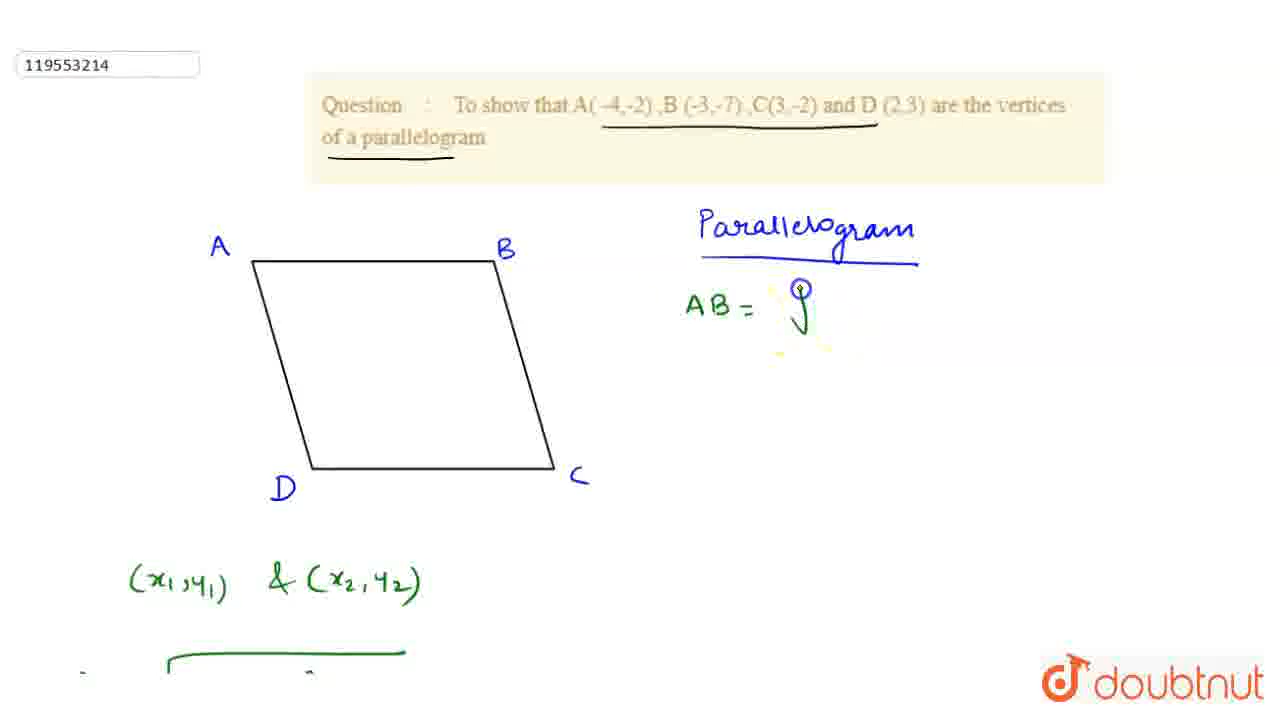 119553214
Question : To show that A( -4,-2) ,B (-3,-7) ,C(3,-2) and D (2,3) are the vertices
of a parallelogram
Parallelogram
A
B
AB =
D
C
(x1,y1) & (x2,y2)
doubtnut